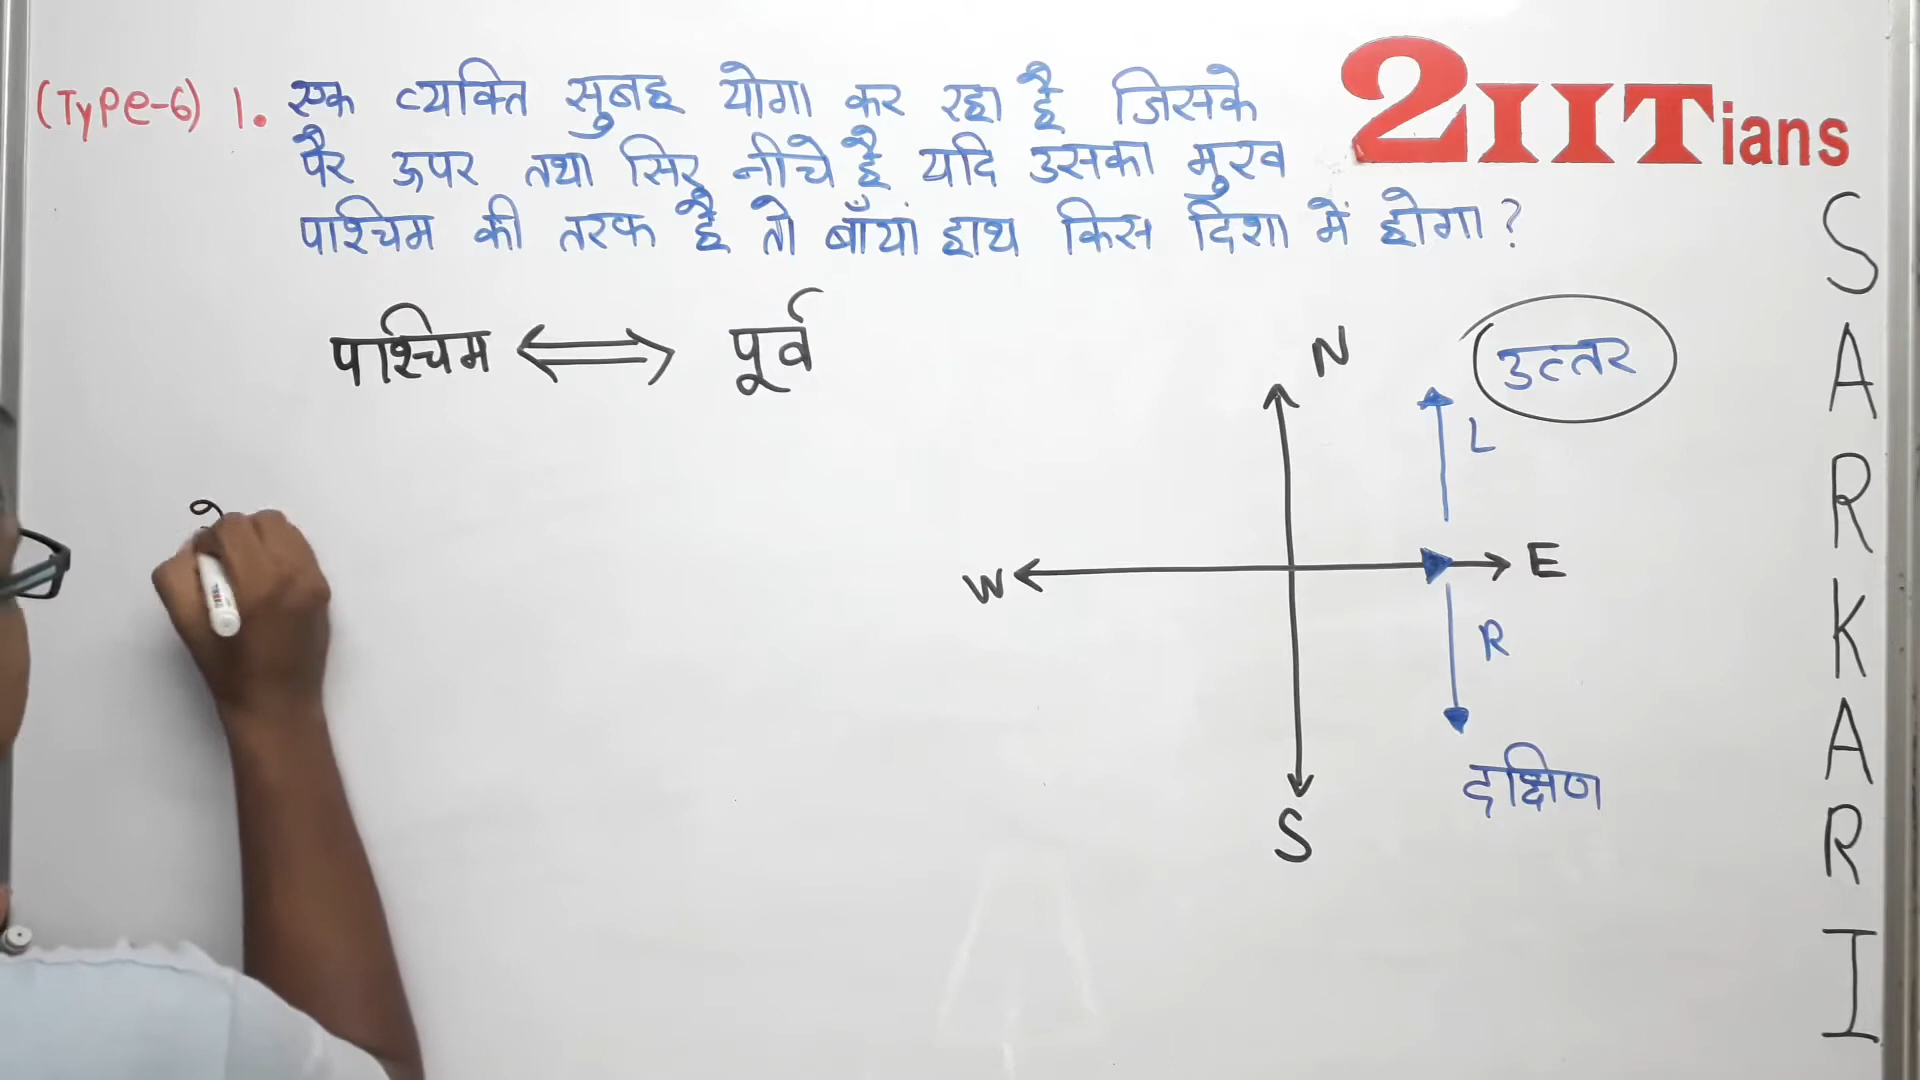 (Type-6) 1. एक व्यक्ति सुबह योगा कर रहा है जिसके
पैर ऊपर तथा सिर नीचे है यदि उसका मुख
पश्चिम की तरफ है तो बाँयां हाथ किस दिशा में होगा?
2IITians
SARKARI
पश्चिम ⟺ पूर्व
N
उत्तर
L
W
E
R
दक्षिण
S